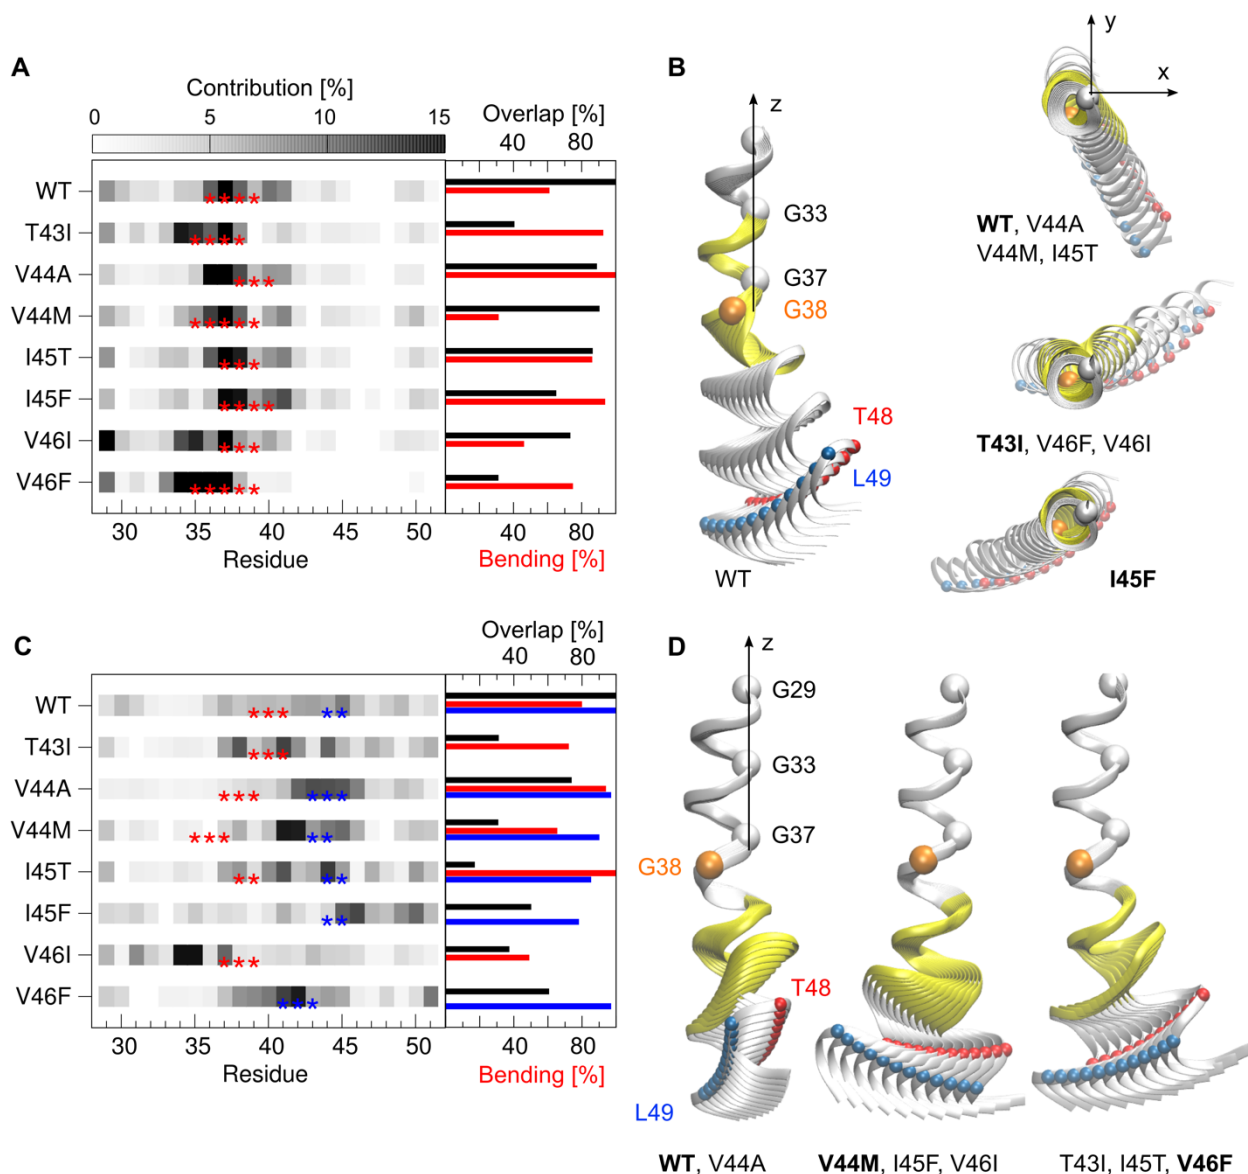 A
Contribution [%]
0 5 10 15
Overlap [%]
40 80
WT
T43I
V44A
V44M
I45T
I45F
V46I
V46F
30 35 40 45 50
40 80
Residue
Bending [%]
B
z
G33
G37
G38
T48
L49
WT
y
x
WT, V44A
V44M, I45T
T43I, V46F, V46I
I45F
C
Overlap [%]
40 80
WT
T43I
V44A
V44M
I45T
I45F
V46I
V46F
30 35 40 45 50
40 80
Residue
Bending [%]
D
z
G29
G33
G37
G38
T48
L49
WT, V44A
V44M, I45F, V46I
T43I, I45T, V46F